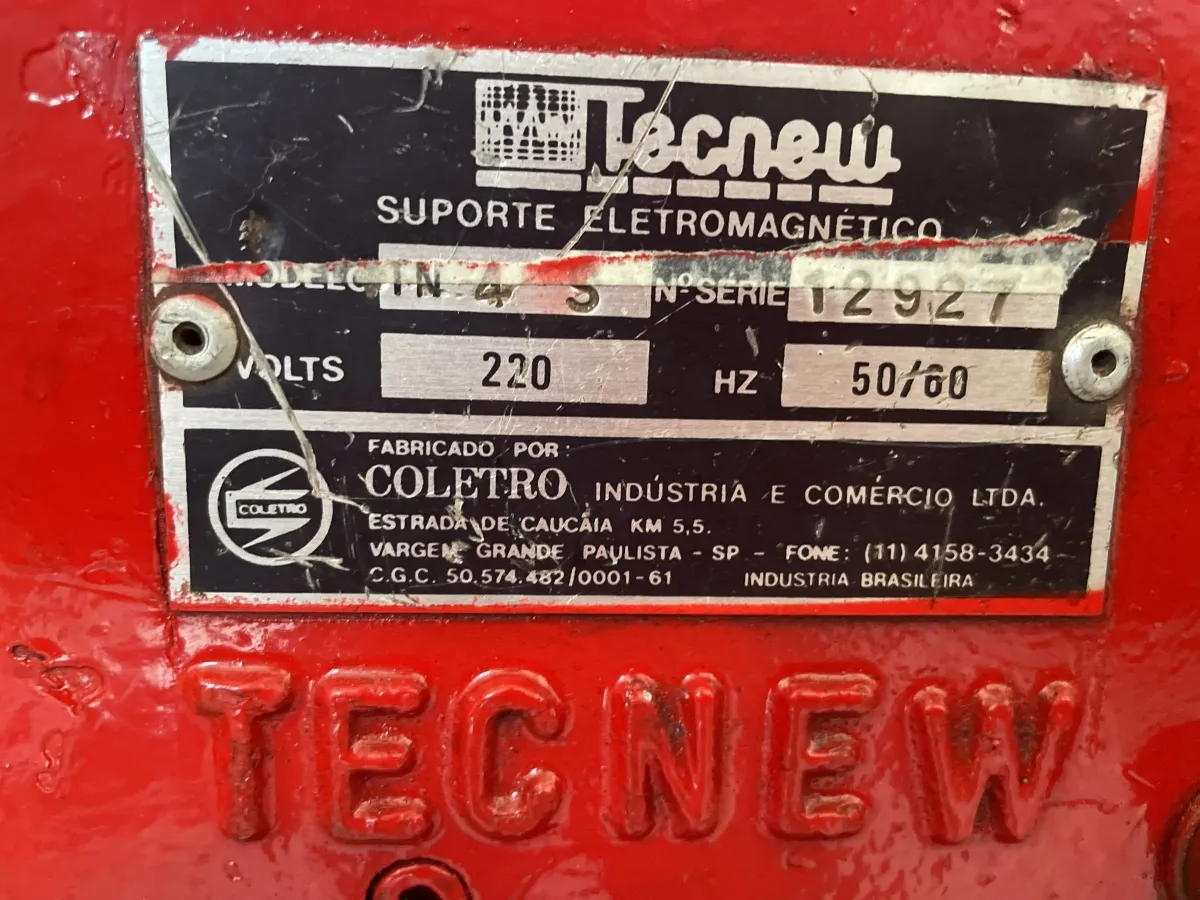 Tecnew
SUPORTE ELETROMAGNÉTICO
MODELO TN 4 S Nº SÉRIE 12927
VOLTS 220 HZ 50/60
FABRICADO POR:
COLETRO INDÚSTRIA E COMÉRCIO LTDA.
COLETRO
ESTRADA DE CAUCAIA KM 5,5.
VARGEM GRANDE PAULISTA - SP - FONE: (11) 4158-3434
C.G.C. 50.574.482/0001-61 INDUSTRIA BRASILEIRA
TECNEW